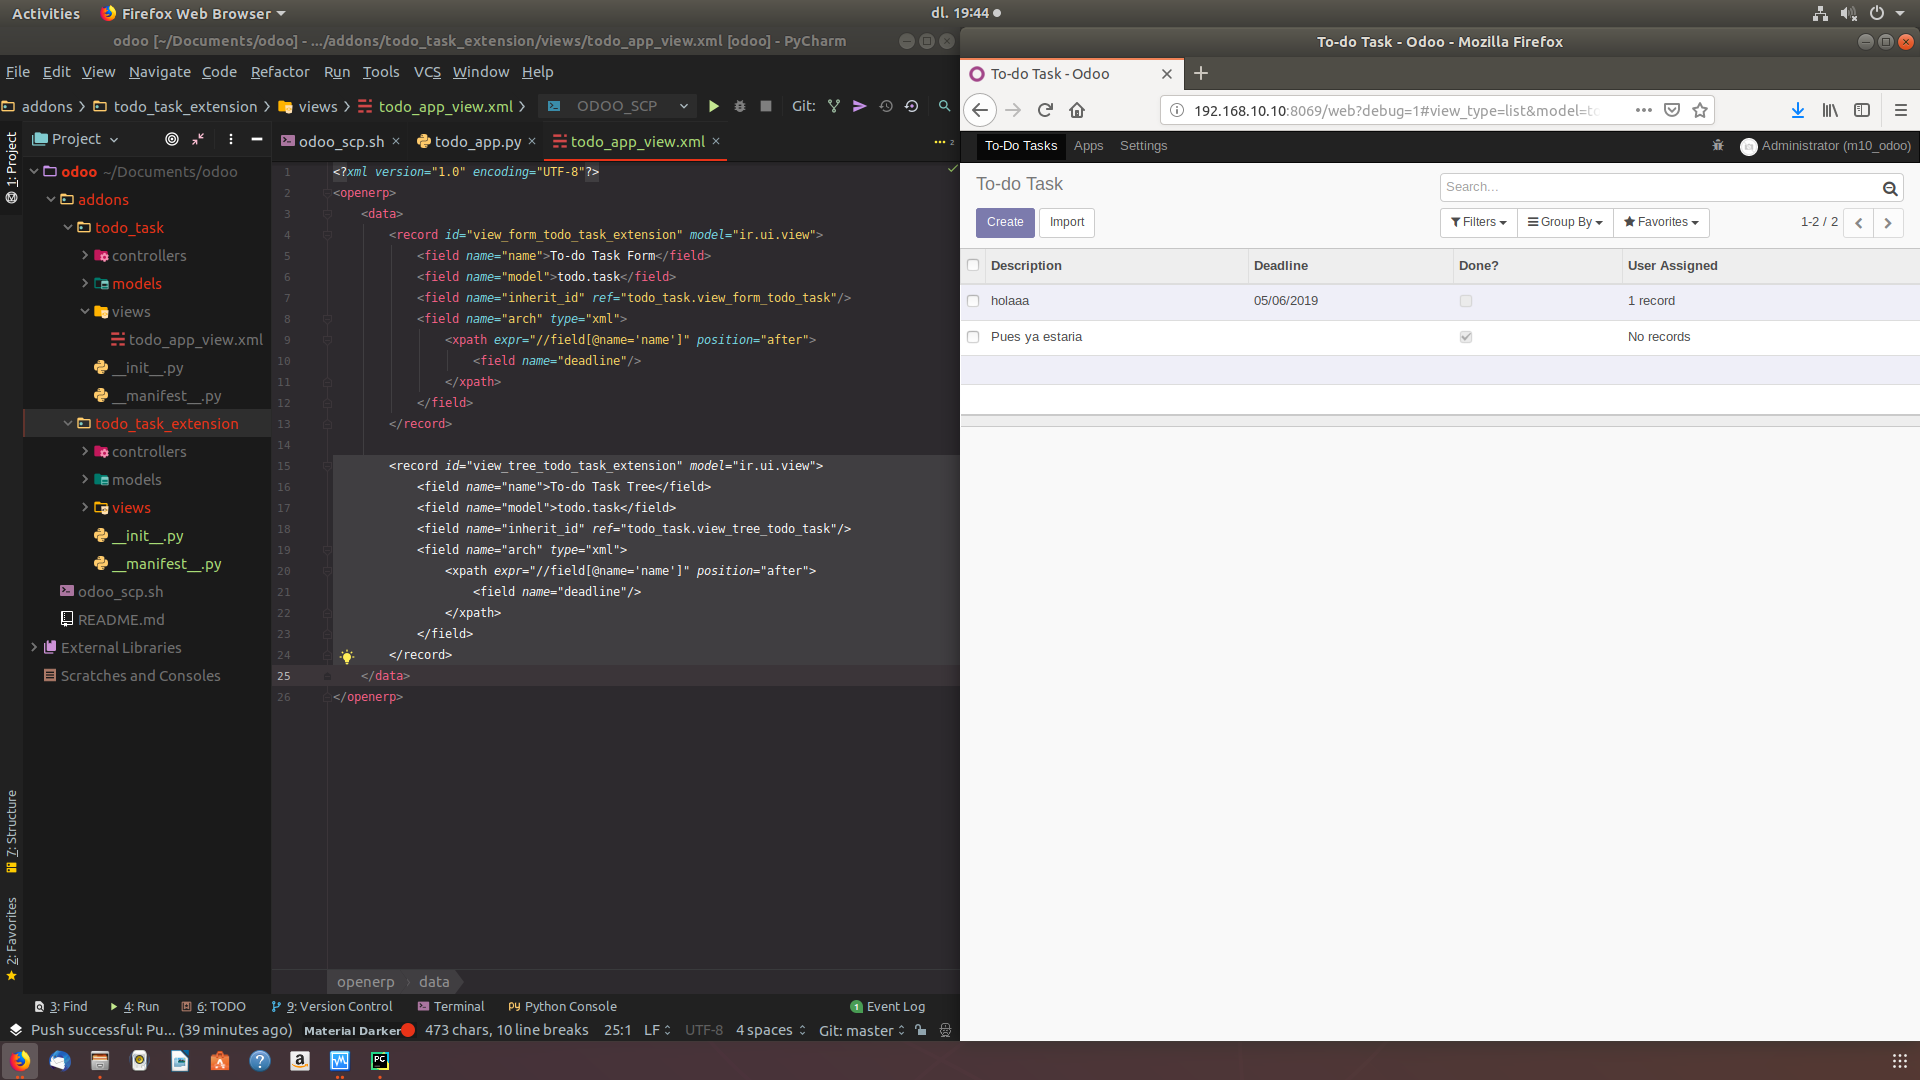 Activities Firefox Web Browser dl. 19:44
odoo [~/Documents/odoo] - .../addons/todo_task_extension/views/todo_app_view.xml [odoo] - PyCharm
File Edit View Navigate Code Refactor Run Tools VCS Window Help
addons todo_task_extension views todo_app_view.xml ODOO_SCP Git:
1: Project
Project
odoo_scp.sh todo_app.py todo_app_view.xml 2
odoo ~/Documents/odoo
addons
todo_task
controllers
models
views
todo_app_view.xml
__init__.py
__manifest__.py
todo_task_extension
controllers
models
views
__init__.py
__manifest__.py
odoo_scp.sh
README.md
External Libraries
Scratches and Consoles
7: Structure
2: Favorites
1 <?xml version="1.0" encoding="UTF-8"?>
2 <openerp>
3 <data>
4 <record id="view_form_todo_task_extension" model="ir.ui.view">
5 <field name="name">To-do Task Form</field>
6 <field name="model">todo.task</field>
7 <field name="inherit_id" ref="todo_task.view_form_todo_task"/>
8 <field name="arch" type="xml">
9 <xpath expr="//field[@name='name']" position="after">
10 <field name="deadline"/>
11 </xpath>
12 </field>
13 </record>
14
15 <record id="view_tree_todo_task_extension" model="ir.ui.view">
16 <field name="name">To-do Task Tree</field>
17 <field name="model">todo.task</field>
18 <field name="inherit_id" ref="todo_task.view_tree_todo_task"/>
19 <field name="arch" type="xml">
20 <xpath expr="//field[@name='name']" position="after">
21 <field name="deadline"/>
22 </xpath>
23 </field>
24 </record>
25 </data>
26 </openerp>
openerp data
3: Find 4: Run 6: TODO 9: Version Control Terminal Python Console 1 Event Log
Push successful: Pu... (39 minutes ago) Material Darker 473 chars, 10 line breaks 25:1 LF UTF-8 4 spaces Git: master
To-do Task - Odoo - Mozilla Firefox
To-do Task - Odoo
192.168.10.10:8069/web?debug=1#view_type=list&model=to
To-Do Tasks Apps Settings Administrator (m10_odoo)
To-do Task
Search...
Create Import Filters Group By Favorites 1-2 / 2
Description Deadline Done? User Assigned
holaaa 05/06/2019 1 record
Pues ya estaria No records